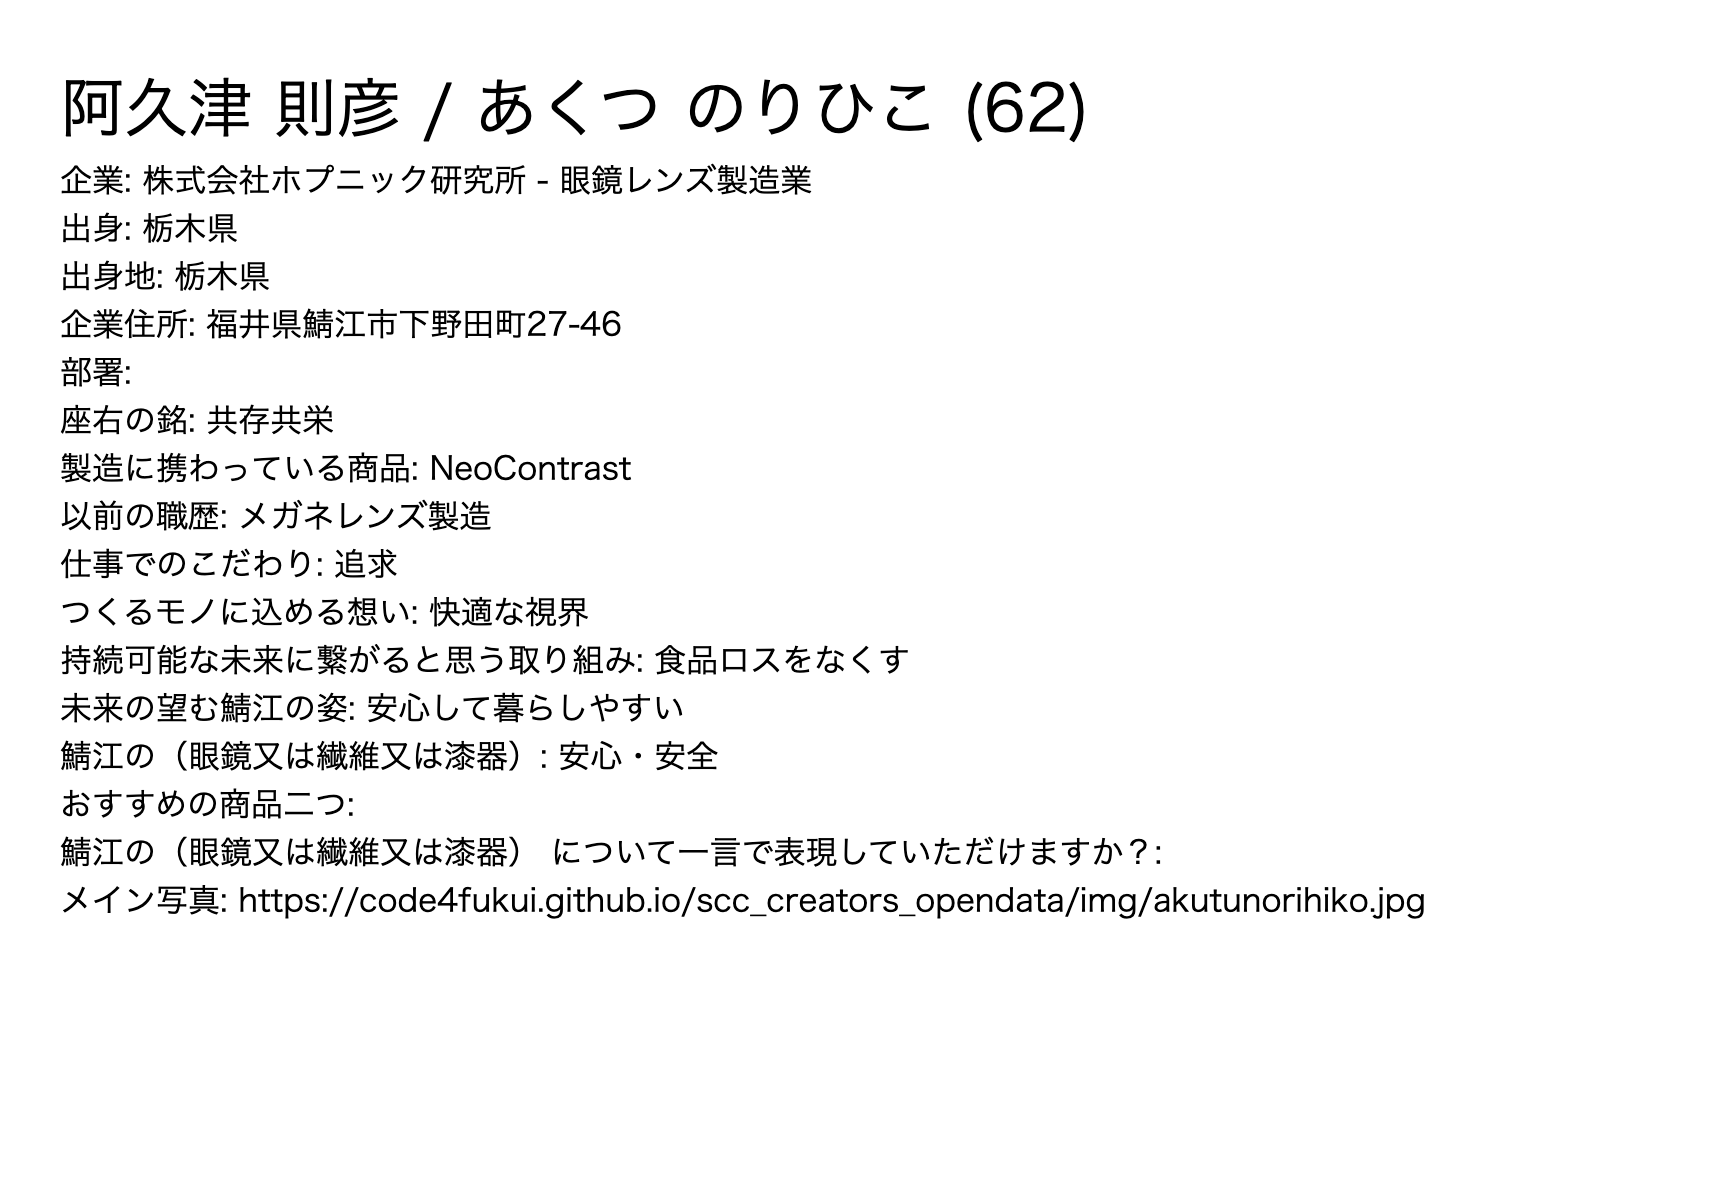 阿久津 則彦 / あくつ のりひこ (62)
企業: 株式会社ホプニック研究所 - 眼鏡レンズ製造業
出身: 栃木県
出身地: 栃木県
企業住所: 福井県鯖江市下野田町27-46
部署:
座右の銘: 共存共栄
製造に携わっている商品: NeoContrast
以前の職歴: メガネレンズ製造
仕事でのこだわり: 追求
つくるモノに込める想い: 快適な視界
持続可能な未来に繋がると思う取り組み: 食品ロスをなくす
未来の望む鯖江の姿: 安心して暮らしやすい
鯖江の（眼鏡又は繊維又は漆器）: 安心・安全
おすすめの商品二つ:
鯖江の（眼鏡又は繊維又は漆器） について一言で表現していただけますか？:
メイン写真: https://code4fukui.github.io/scc_creators_opendata/img/akutunorihiko.jpg